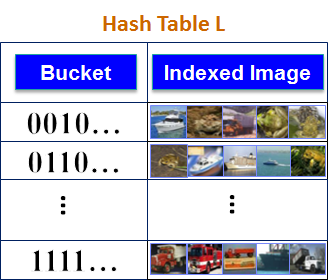 Hash Table L
Bucket Indexed Image
0010...
0110...
⋮ ⋮
1111...